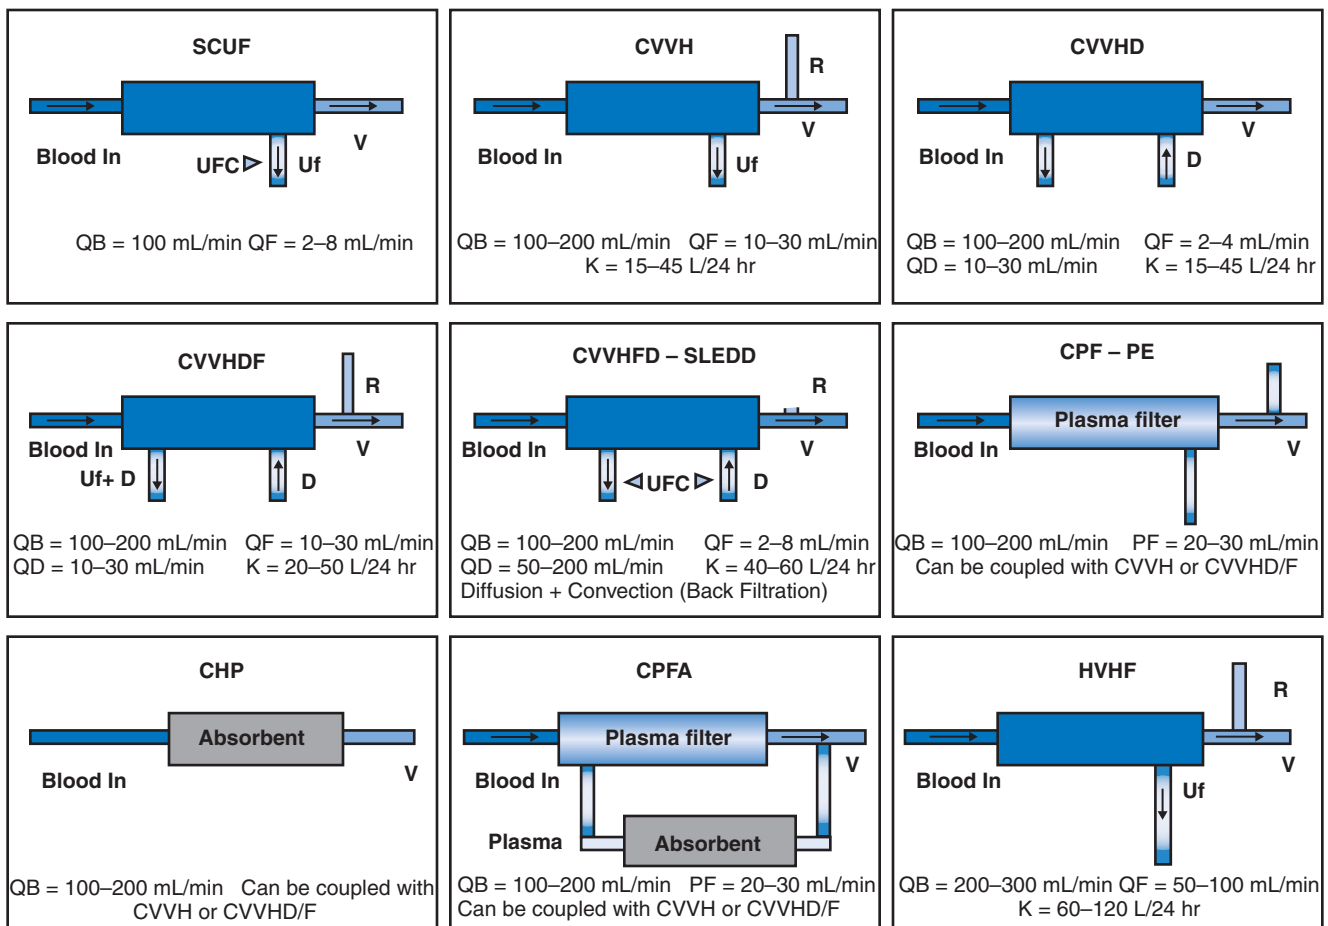 SCUF
Blood In
UFC
Uf
V
QB = 100 mL/min QF = 2–8 mL/min
CVVH
R
Blood In
V
Uf
QB = 100–200 mL/min QF = 10–30 mL/min
K = 15–45 L/24 hr
CVVHD
Blood In
V
D
QB = 100–200 mL/min QF = 2–4 mL/min
QD = 10–30 mL/min K = 15–45 L/24 hr
CVVHDF
R
Blood In
V
Uf+ D
D
QB = 100–200 mL/min QF = 10–30 mL/min
QD = 10–30 mL/min K = 20–50 L/24 hr
CVVHFD – SLEDD
R
Blood In
V
UFC
D
QB = 100–200 mL/min QF = 2–8 mL/min
QD = 50–200 mL/min K = 40–60 L/24 hr
Diffusion + Convection (Back Filtration)
CPF – PE
Plasma filter
Blood In
V
QB = 100–200 mL/min PF = 20–30 mL/min
Can be coupled with CVVH or CVVHD/F
CHP
Absorbent
Blood In
V
QB = 100–200 mL/min Can be coupled with
CVVH or CVVHD/F
CPFA
Plasma filter
Blood In
V
Plasma
Absorbent
QB = 100–200 mL/min PF = 20–30 mL/min
Can be coupled with CVVH or CVVHD/F
HVHF
R
Blood In
V
Uf
QB = 200–300 mL/min QF = 50–100 mL/min
K = 60–120 L/24 hr